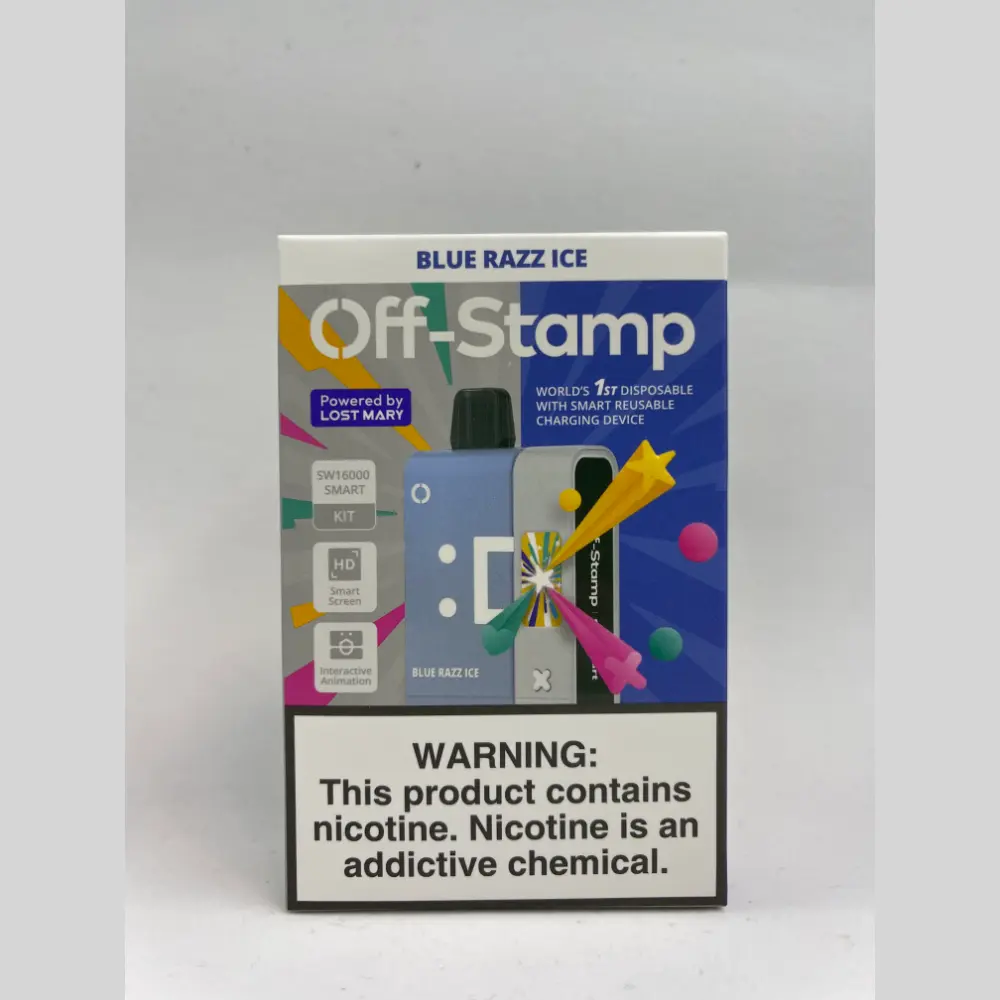 BLUE RAZZ ICE
Off-Stamp
WORLD'S 1ST DISPOSABLE
WITH SMART REUSABLE
CHARGING DEVICE
Powered by
LOST MARY
SW16000
SMART
KIT
HD
Smart
Screen
Interactive
Animation
BLUE RAZZ ICE
-Stamp
WARNING:
This product contains
nicotine. Nicotine is an
addictive chemical.